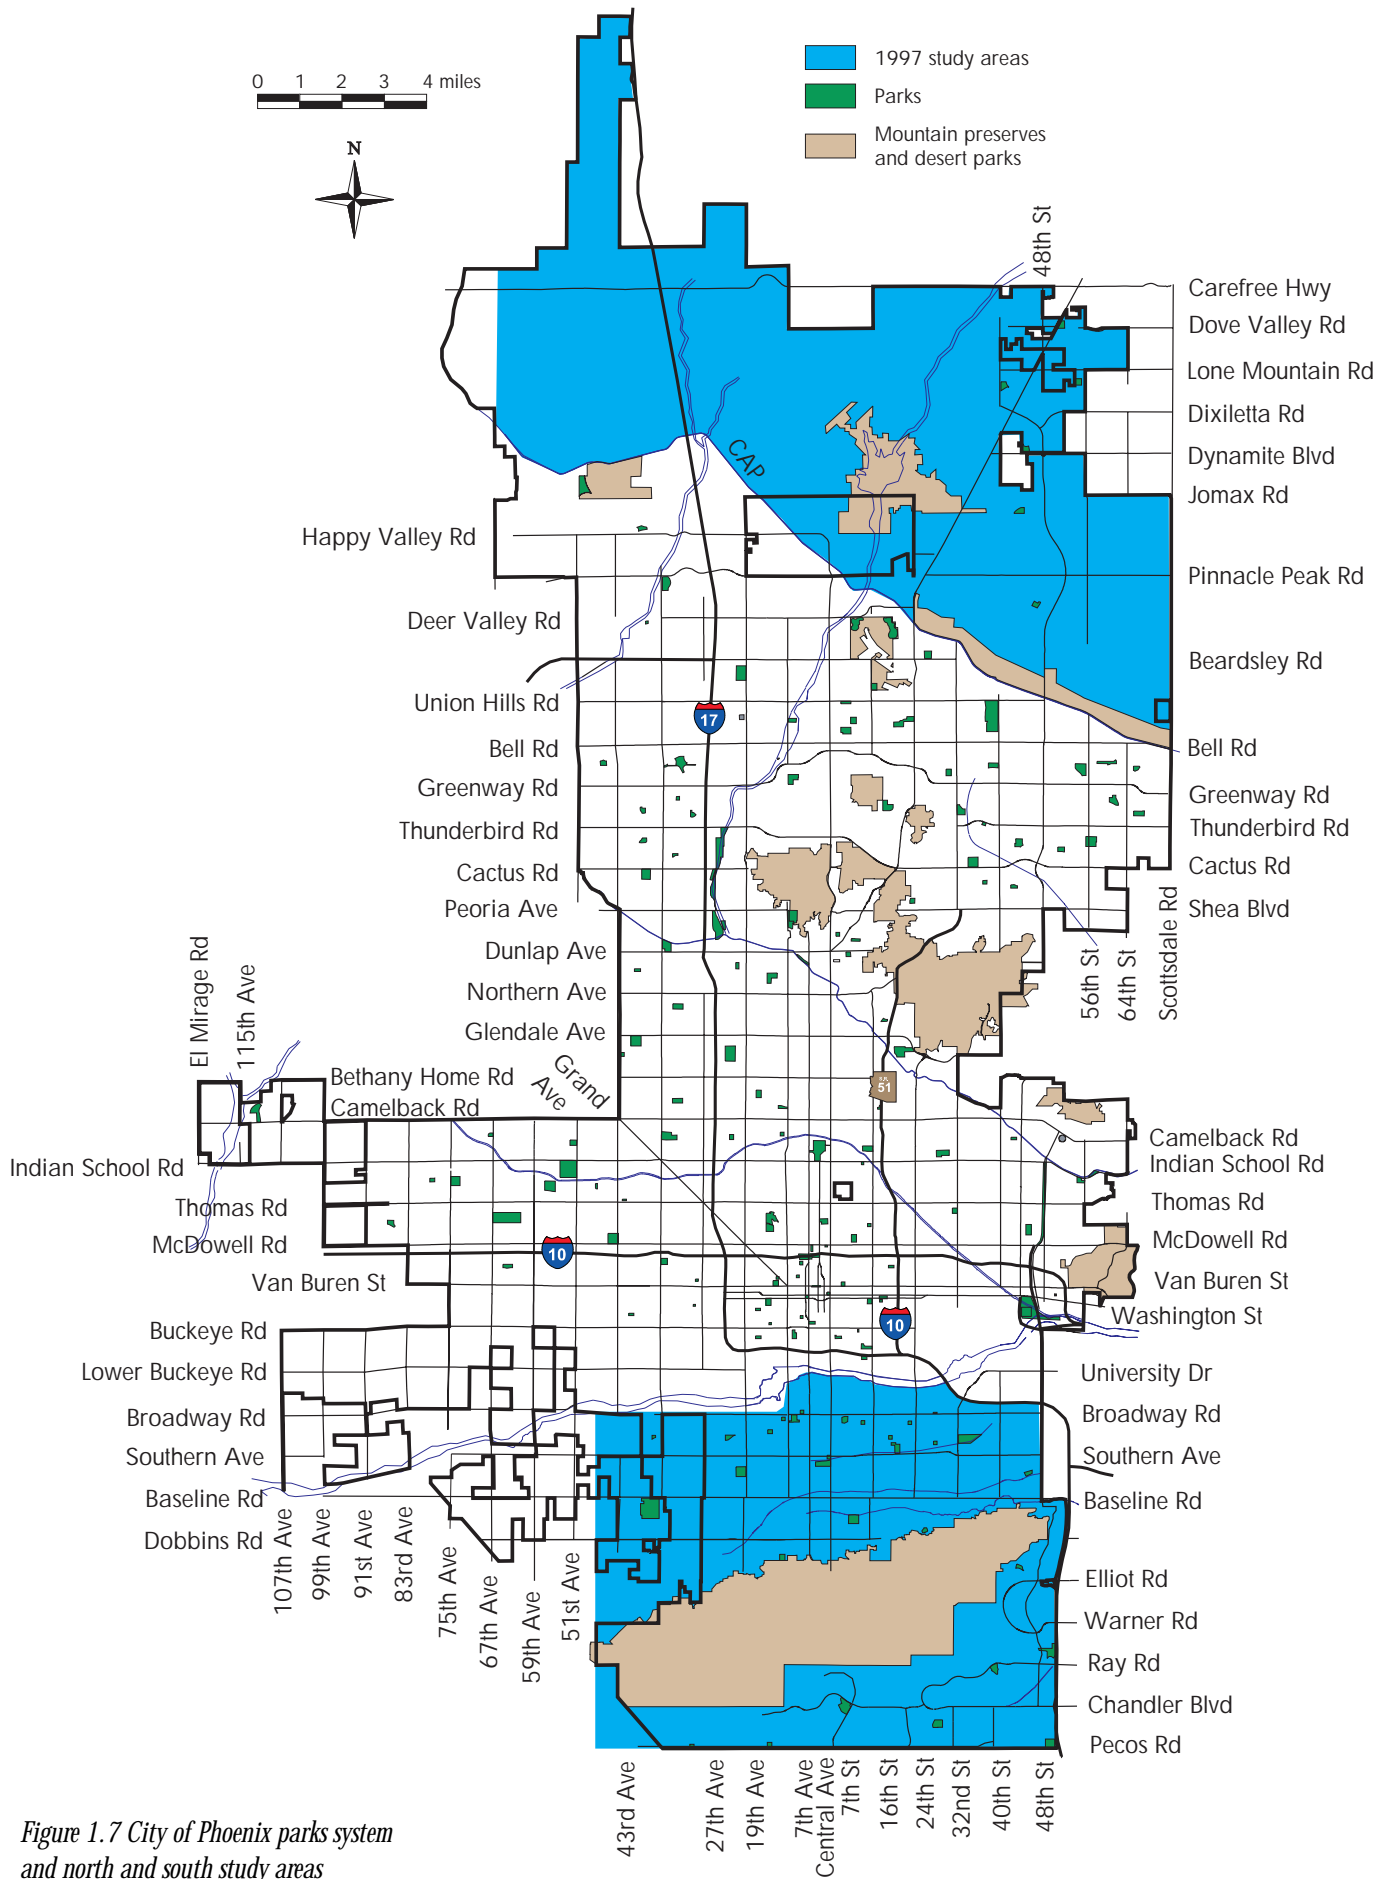 1997 study areas
Parks
Mountain preserves
and desert parks
0 1 2 3 4 miles
N
48th St
Carefree Hwy
Dove Valley Rd
Lone Mountain Rd
Dixiletta Rd
Dynamite Blvd
Jomax Rd
Pinnacle Peak Rd
Beardsley Rd
Bell Rd
Greenway Rd
Thunderbird Rd
Cactus Rd
Shea Blvd
CAP
Happy Valley Rd
Deer Valley Rd
Union Hills Rd
17
Bell Rd
Greenway Rd
Thunderbird Rd
Cactus Rd
Peoria Ave
Dunlap Ave
Northern Ave
Glendale Ave
56th St
64th St
Scottsdale Rd
El Mirage Rd
115th Ave
Bethany Home Rd
Camelback Rd
Grand
Ave
51
Indian School Rd
Thomas Rd
McDowell Rd
Van Buren St
Buckeye Rd
Lower Buckeye Rd
Broadway Rd
Southern Ave
Baseline Rd
Dobbins Rd
10
10
Camelback Rd
Indian School Rd
Thomas Rd
McDowell Rd
Van Buren St
Washington St
University Dr
Broadway Rd
Southern Ave
Baseline Rd
Elliot Rd
Warner Rd
Ray Rd
Chandler Blvd
Pecos Rd
107th Ave
99th Ave
91st Ave
83rd Ave
75th Ave
67th Ave
59th Ave
51st Ave
43rd Ave
27th Ave
19th Ave
7th Ave
Central Ave
7th St
16th St
24th St
32nd St
40th St
48th St
Figure 1.7 City of Phoenix parks system
and north and south study areas